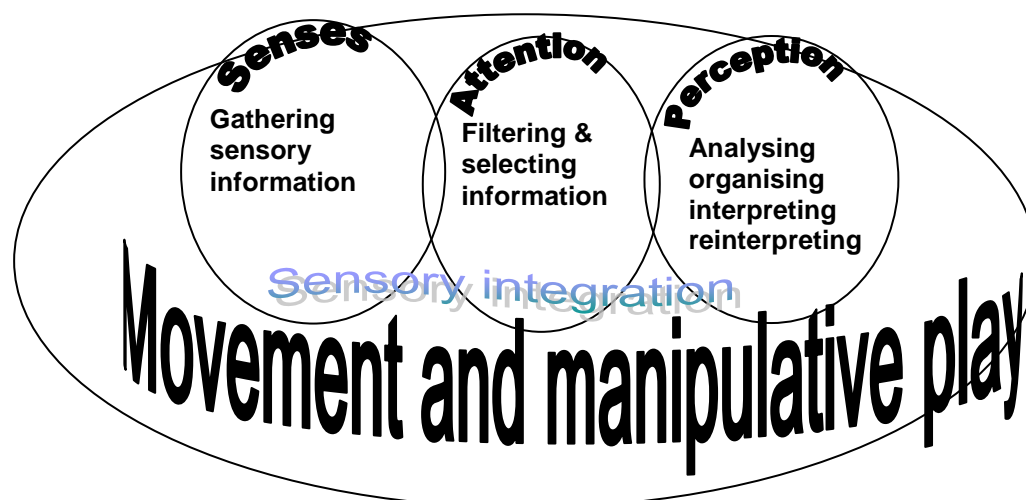 Senses
Gathering
sensory
information
Attention
Filtering &
selecting
information
Perception
Analysing
organising
interpreting
reinterpreting
Sensory integration
Movement and manipulative play